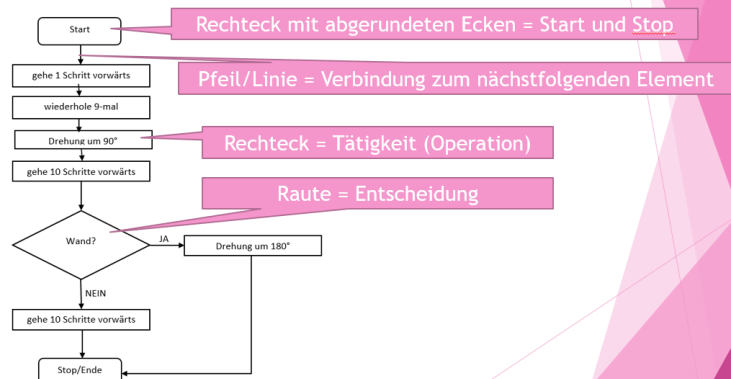 Start
Rechteck mit abgerundeten Ecken = Start und Stop
gehe 1 Schritt vorwärts
Pfeil/Linie = Verbindung zum nächstfolgenden Element
wiederhole 9-mal
Drehung um 90°
Rechteck = Tätigkeit (Operation)
gehe 10 Schritte vorwärts
Raute = Entscheidung
Wand?
JA
Drehung um 180°
NEIN
gehe 10 Schritte vorwärts
Stop/Ende